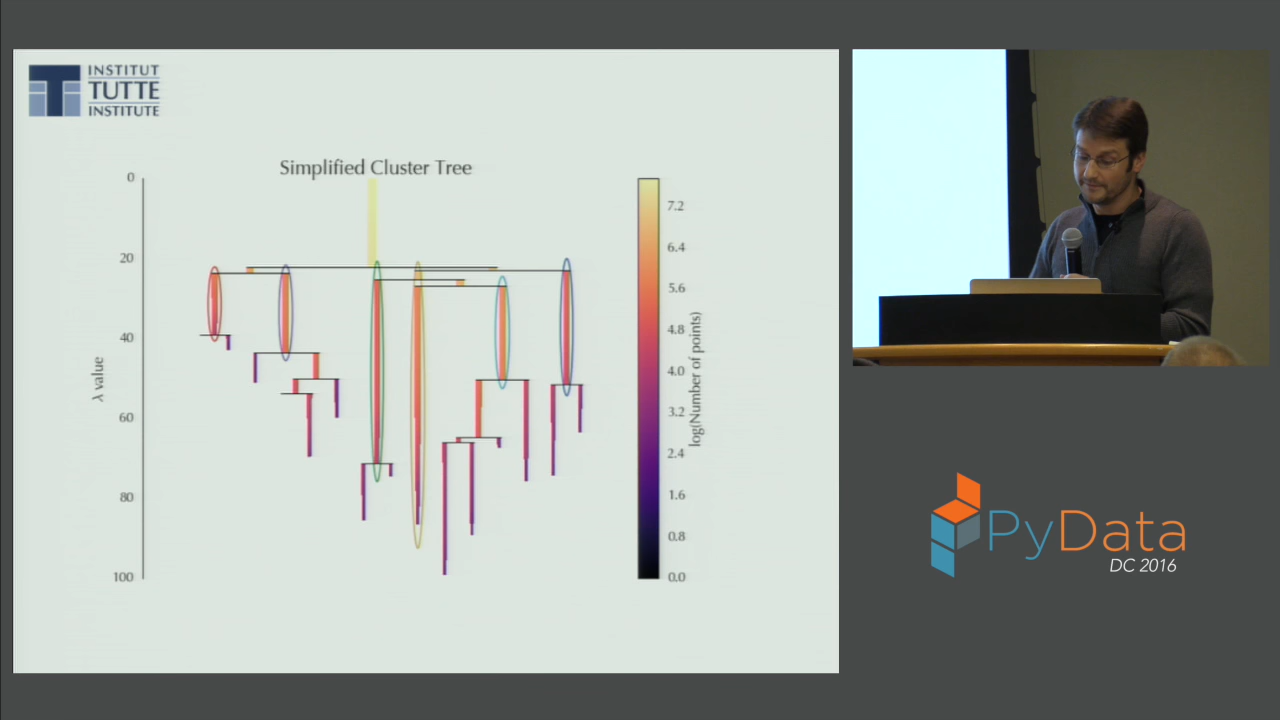 INSTITUT
TUTTE
INSTITUTE
Simplified Cluster Tree
0
20
40
60
80
100
λ value
7.2
6.4
5.6
4.8
4.0
3.2
2.4
1.6
0.8
0.0
log(Number of points)
PyData
DC 2016